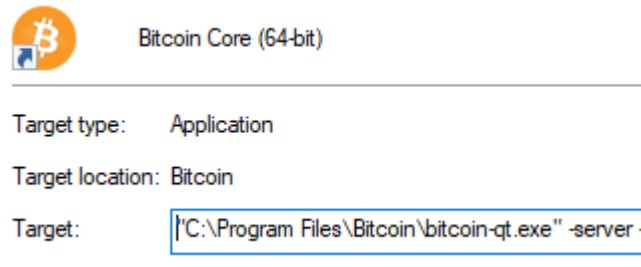 Bitcoin Core (64-bit)
Target type: Application
Target location: Bitcoin
Target: "C:\Program Files\Bitcoin\bitcoin-qt.exe" -server -